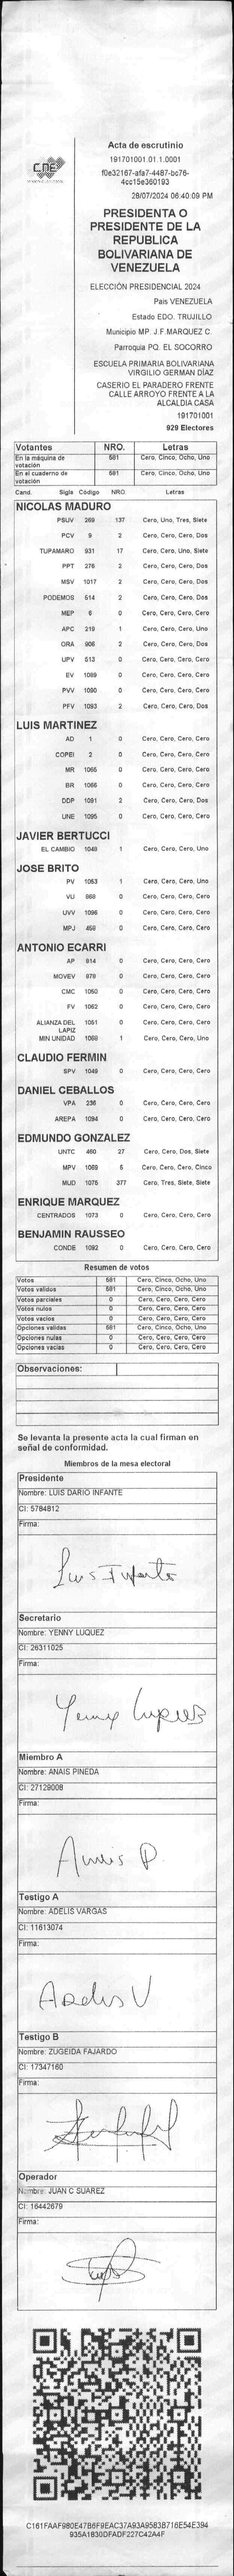 CNE
Acta de escrutinio
191701001.01.1.0001
f0e32167-afa7-4487-bc76-
4cc15e360193
28/07/2024 06:40:09 PM
PRESIDENTA O
PRESIDENTE DE LA
REPUBLICA
BOLIVARIANA DE
VENEZUELA
ELECCIÓN PRESIDENCIAL 2024
Pais VENEZUELA
Estado EDO. TRUJILLO
Municipio MP. J.F.MARQUEZ C.
Parroquia PQ. EL SOCORRO
ESCUELA PRIMARIA BOLIVARIANA
VIRGILIO GERMAN DÍAZ
CASERIO EL PARADERO FRENTE
CALLE ARROYO FRENTE A LA
ALCALDIA CASA
191701001
929 Electores
Votantes NRO. Letras
En la máquina de votación 581 Cero, Cinco, Ocho, Uno
En el cuaderno de votación 581 Cero, Cinco, Ocho, Uno
Cand. Sigla Código NRO. Letras
NICOLAS MADURO
PSUV 269 137 Cero, Uno, Tres, Siete
PCV 9 2 Cero, Cero, Cero, Dos
TUPAMARO 931 17 Cero, Cero, Uno, Siete
PPT 276 2 Cero, Cero, Cero, Dos
MSV 1017 2 Cero, Cero, Cero, Dos
PODEMOS 514 2 Cero, Cero, Cero, Dos
MEP 6 0 Cero, Cero, Cero, Cero
APC 219 1 Cero, Cero, Cero, Uno
ORA 906 2 Cero, Cero, Cero, Dos
UPV 513 0 Cero, Cero, Cero, Cero
EV 1089 0 Cero, Cero, Cero, Cero
PVV 1090 0 Cero, Cero, Cero, Cero
PFV 1093 2 Cero, Cero, Cero, Dos
LUIS MARTINEZ
AD 1 0 Cero, Cero, Cero, Cero
COPEI 2 0 Cero, Cero, Cero, Cero
MR 1065 0 Cero, Cero, Cero, Cero
BR 1066 0 Cero, Cero, Cero, Cero
DDP 1091 2 Cero, Cero, Cero, Dos
UNE 1095 0 Cero, Cero, Cero, Cero
JAVIER BERTUCCI
EL CAMBIO 1048 1 Cero, Cero, Cero, Uno
JOSE BRITO
PV 1053 1 Cero, Cero, Cero, Uno
VU 968 0 Cero, Cero, Cero, Cero
UVV 1096 0 Cero, Cero, Cero, Cero
MPJ 459 0 Cero, Cero, Cero, Cero
ANTONIO ECARRI
AP 914 0 Cero, Cero, Cero, Cero
MOVEV 979 0 Cero, Cero, Cero, Cero
CMC 1050 0 Cero, Cero, Cero, Cero
FV 1062 0 Cero, Cero, Cero, Cero
ALIANZA DEL LAPIZ 1051 0 Cero, Cero, Cero, Cero
MIN UNIDAD 1068 1 Cero, Cero, Cero, Uno
CLAUDIO FERMIN
SPV 1049 0 Cero, Cero, Cero, Cero
DANIEL CEBALLOS
VPA 236 0 Cero, Cero, Cero, Cero
AREPA 1094 0 Cero, Cero, Cero, Cero
EDMUNDO GONZALEZ
UNTC 460 27 Cero, Cero, Dos, Siete
MPV 1069 5 Cero, Cero, Cero, Cinco
MUD 1075 377 Cero, Tres, Siete, Siete
ENRIQUE MARQUEZ
CENTRADOS 1073 0 Cero, Cero, Cero, Cero
BENJAMIN RAUSSEO
CONDE 1092 0 Cero, Cero, Cero, Cero
Resumen de votos
Votos 581 Cero, Cinco, Ocho, Uno
Votos validos 581 Cero, Cinco, Ocho, Uno
Votos parciales 0 Cero, Cero, Cero, Cero
Votos nulos 0 Cero, Cero, Cero, Cero
Votos vacios 0 Cero, Cero, Cero, Cero
Opciones validas 581 Cero, Cinco, Ocho, Uno
Opciones nulas 0 Cero, Cero, Cero, Cero
Opciones vacias 0 Cero, Cero, Cero, Cero
Observaciones:
Se levanta la presente acta la cual firman en
señal de conformidad.
Miembros de la mesa electoral
Presidente
Nombre: LUIS DARIO INFANTE
CI: 5784812
Firma:
Luis Infante
Secretario
Nombre: YENNY LUQUEZ
CI: 26311025
Firma:
Yenny Luquez
Miembro A
Nombre: ANAIS PINEDA
CI: 27129008
Firma:
Anais P.
Testigo A
Nombre: ADELIS VARGAS
CI: 11613074
Firma:
Adelis V
Testigo B
Nombre: ZUGEIDA FAJARDO
CI: 17347160
Firma:
Operador
Nombre: JUAN C SUAREZ
CI: 16442679
Firma:
C161FAAF980E47B6F9EAC37A93A9583B716E54E394
935A1830DFADF227C42A4F